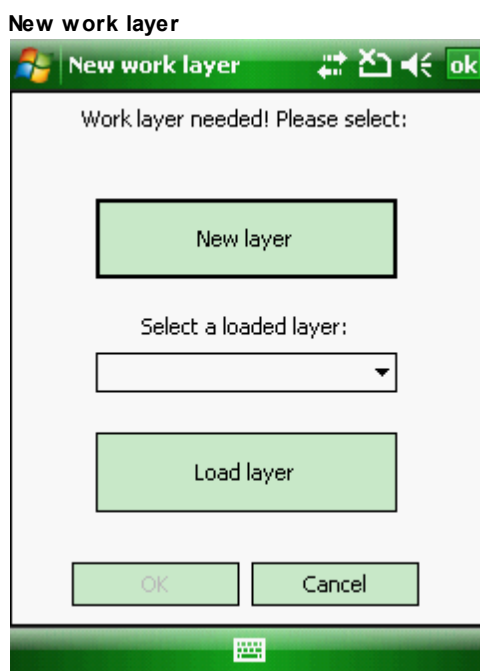 New work layer
New work layer ok
Work layer needed! Please select:
New layer
Select a loaded layer:
Load layer
OK Cancel